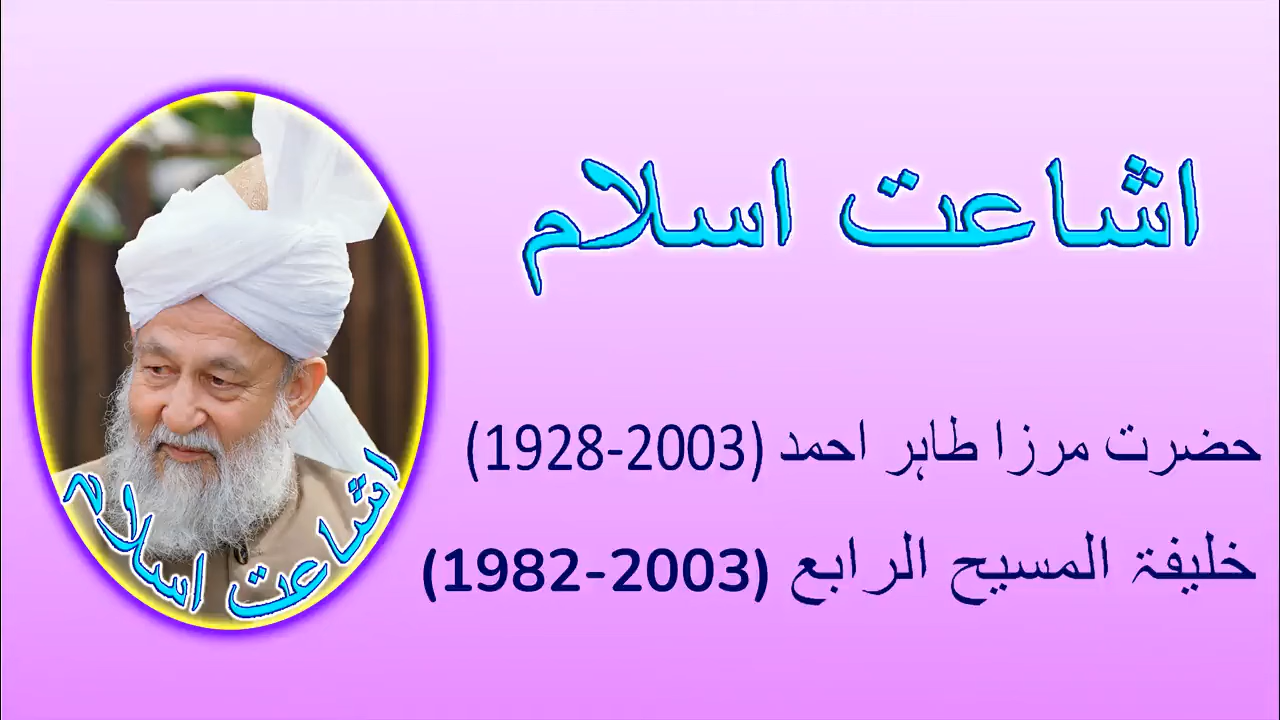 اشاعت اسلام
حضرت مرزا طاہر احمد (1928-2003)
خلیفۃ المسیح الرابع (1982-2003)
اشاعت اسلام